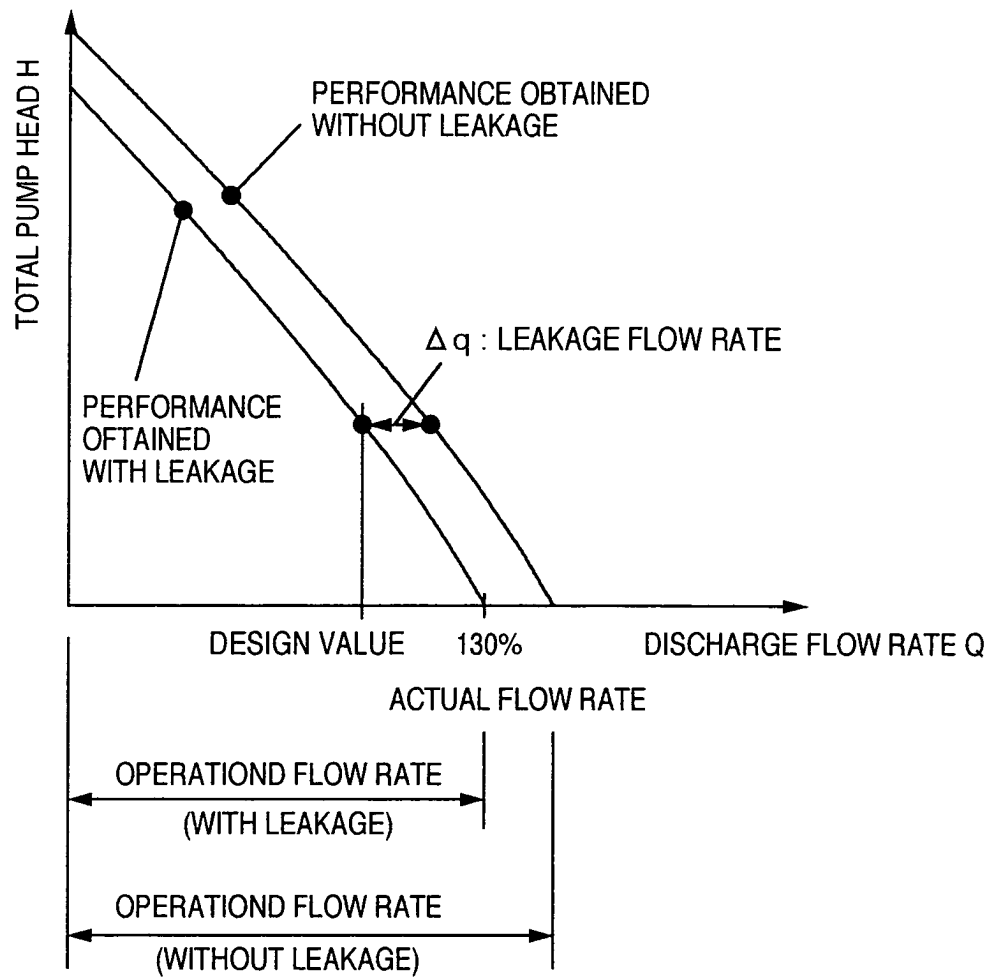 TOTAL PUMP HEAD H
PERFORMANCE OBTAINED
WITHOUT LEAKAGE
Δq : LEAKAGE FLOW RATE
PERFORMANCE
OFTAINED
WITH LEAKAGE
DESIGN VALUE
130%
DISCHARGE FLOW RATE Q
ACTUAL FLOW RATE
OPERATIOND FLOW RATE
(WITH LEAKAGE)
OPERATIOND FLOW RATE
(WITHOUT LEAKAGE)